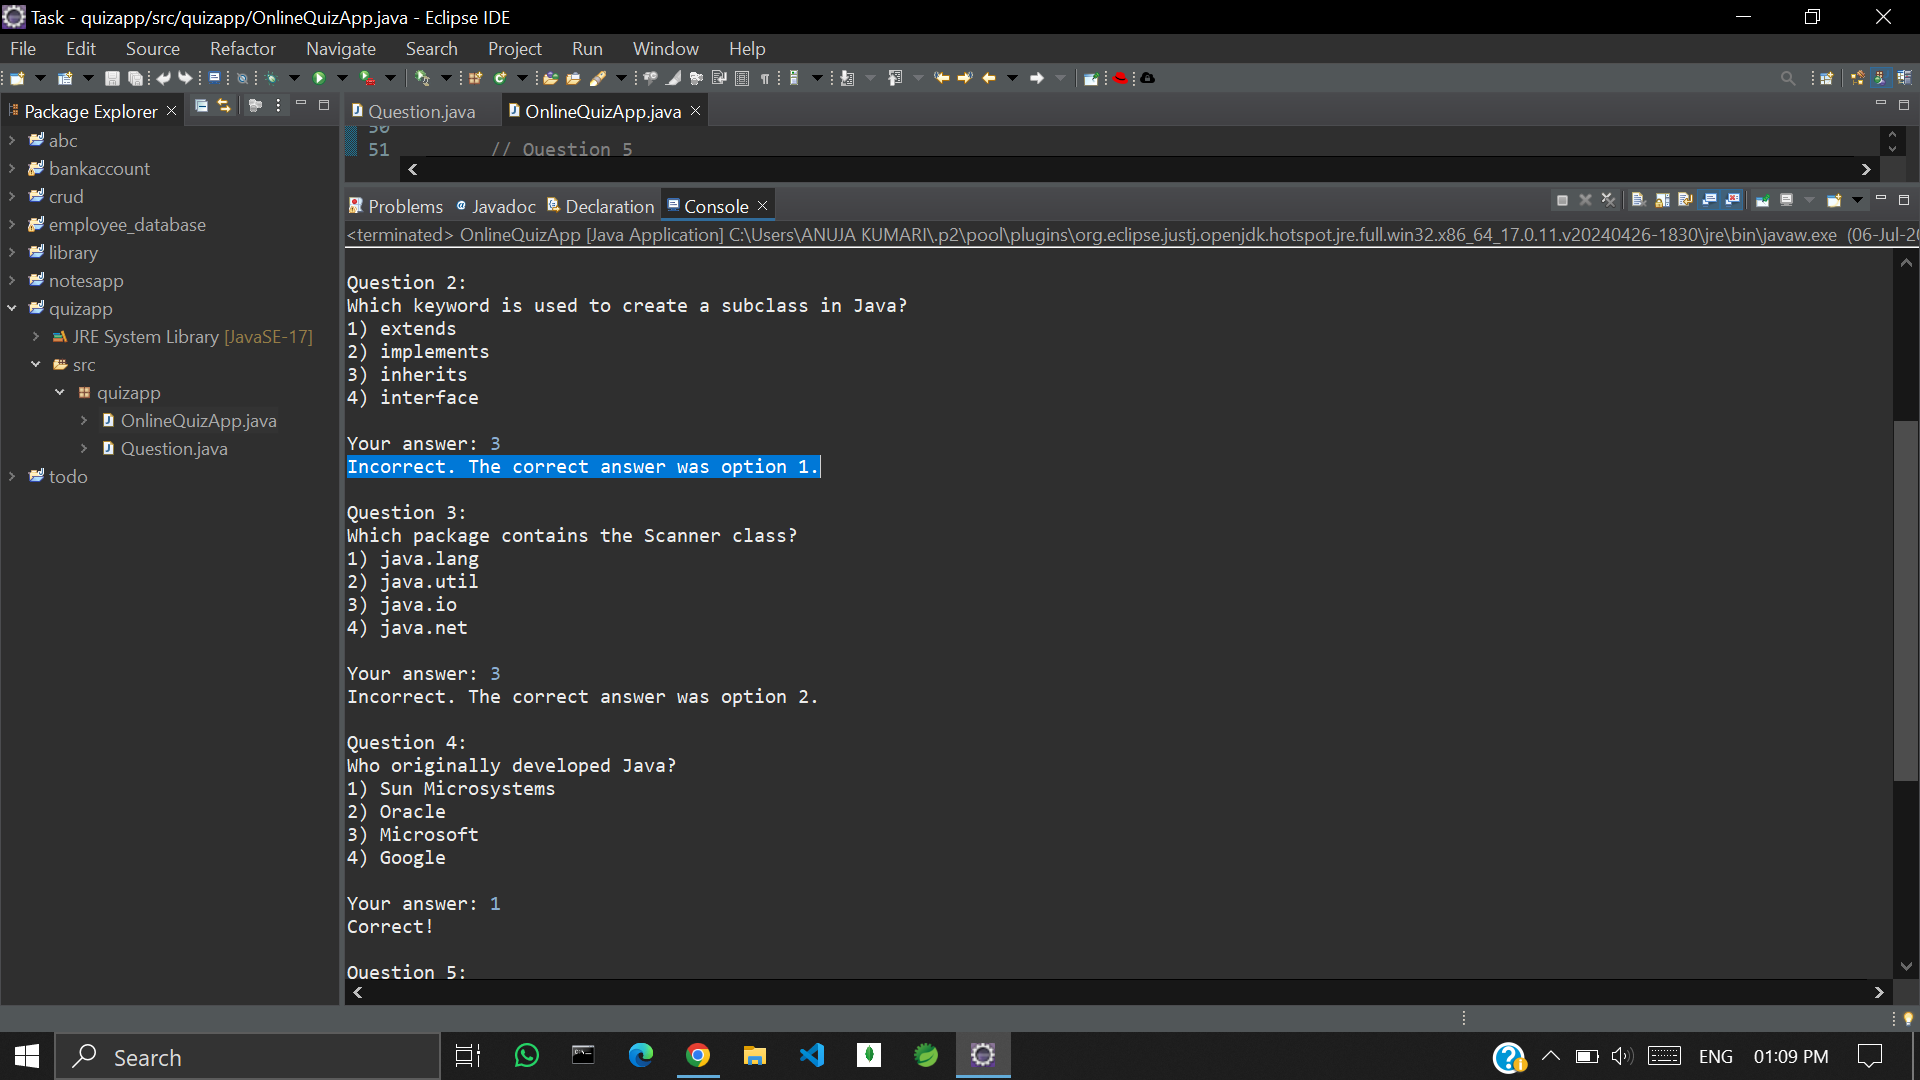 Task - quizapp/src/quizapp/OnlineQuizApp.java - Eclipse IDE
File Edit Source Refactor Navigate Search Project Run Window Help
Package Explorer
Question.java
OnlineQuizApp.java
abc
bankaccount
crud
employee_database
library
notesapp
quizapp
JRE System Library [JavaSE-17]
src
quizapp
OnlineQuizApp.java
Question.java
todo
50
51 // Question 5
Problems Javadoc Declaration Console
<terminated> OnlineQuizApp [Java Application] C:\Users\ANUJA KUMARI\.p2\pool\plugins\org.eclipse.justj.openjdk.hotspot.jre.full.win32.x86_64_17.0.11.v20240426-1830\jre\bin\javaw.exe (06-Jul-20
Question 2:
Which keyword is used to create a subclass in Java?
1) extends
2) implements
3) inherits
4) interface
Your answer: 3
Incorrect. The correct answer was option 1.
Question 3:
Which package contains the Scanner class?
1) java.lang
2) java.util
3) java.io
4) java.net
Your answer: 3
Incorrect. The correct answer was option 2.
Question 4:
Who originally developed Java?
1) Sun Microsystems
2) Oracle
3) Microsoft
4) Google
Your answer: 1
Correct!
Question 5:
Search
ENG 01:09 PM